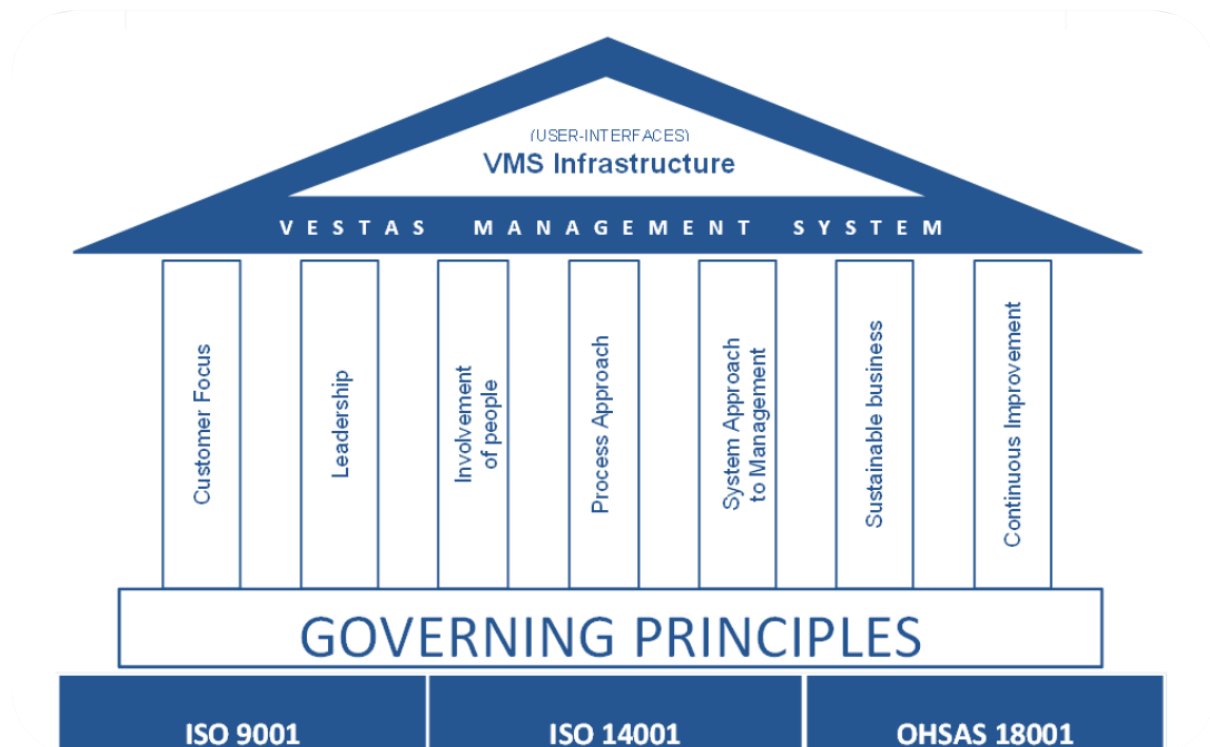 (USER-INTERFACES)
VMS Infrastructure
VESTAS MANAGEMENT SYSTEM
Customer Focus
Leadership
Involvement
of people
Process Approach
System Approach
to Management
Sustainable business
Continuous Improvement
GOVERNING PRINCIPLES
ISO 9001
ISO 14001
OHSAS 18001